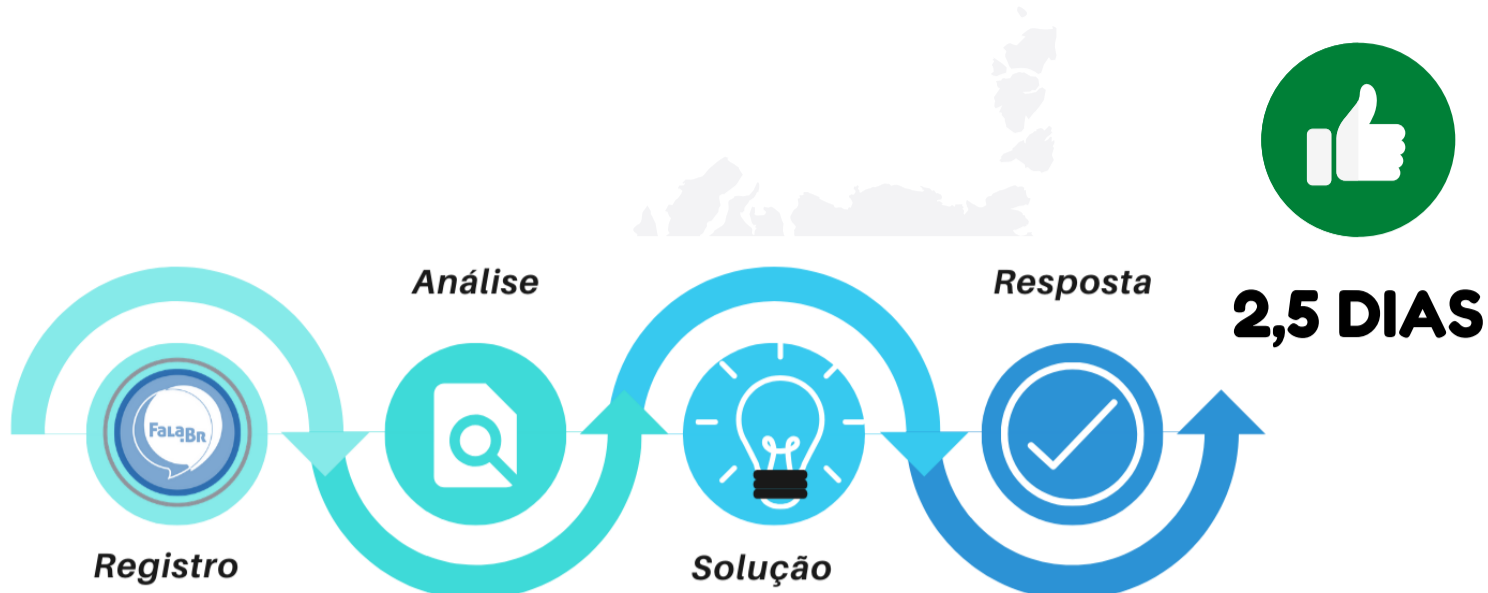 Análise
Resposta
2,5 DIAS
FalaBR
Registro
Solução